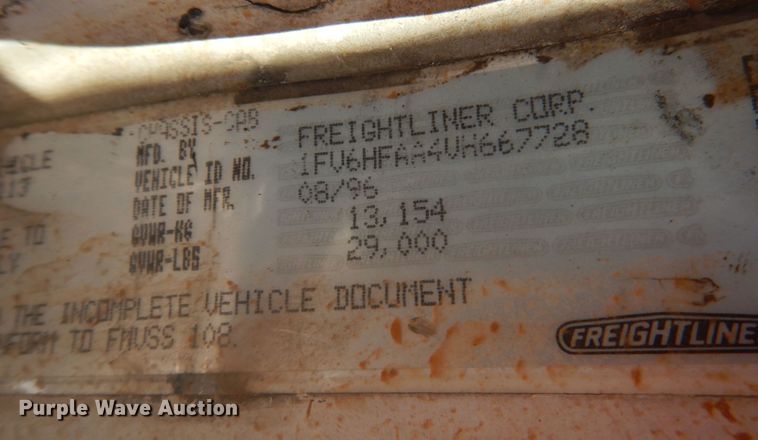 CHASSIS-CAB
MFD. BY FREIGHTLINER CORP.
VEHICLE ID NO. 1FV6HFAA4VH667728
DATE OF MFR. 08/96
GVWR-KG 13,154
GVWR-LBS 29,000
THE INCOMPLETE VEHICLE DOCUMENT
TO FMVSS 108.
FREIGHTLINER
Purple Wave Auction